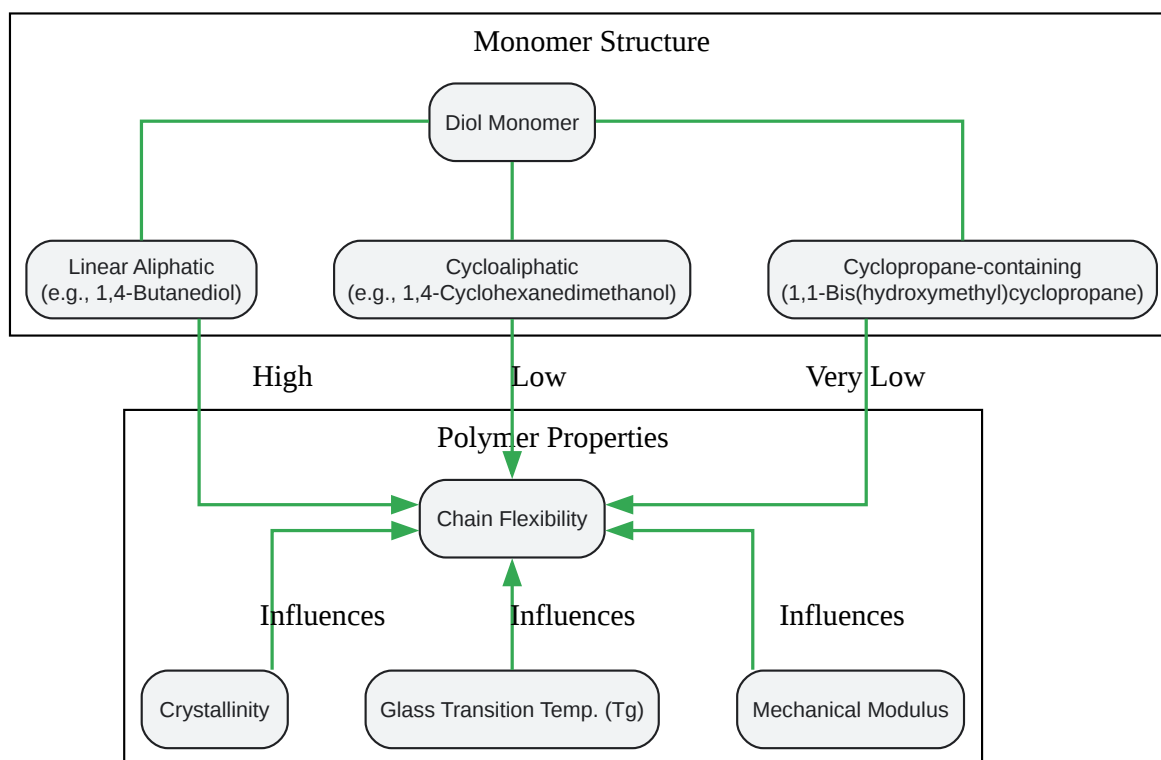 Monomer Structure
Diol Monomer
Linear Aliphatic
(e.g., 1,4-Butanediol)
Cycloaliphatic
(e.g., 1,4-Cyclohexanedimethanol)
Cyclopropane-containing
(1,1-Bis(hydroxymethyl)cyclopropane)
High
Low
Very Low
Polymer Properties
Chain Flexibility
Influences
Influences
Influences
Crystallinity
Glass Transition Temp. (Tg)
Mechanical Modulus